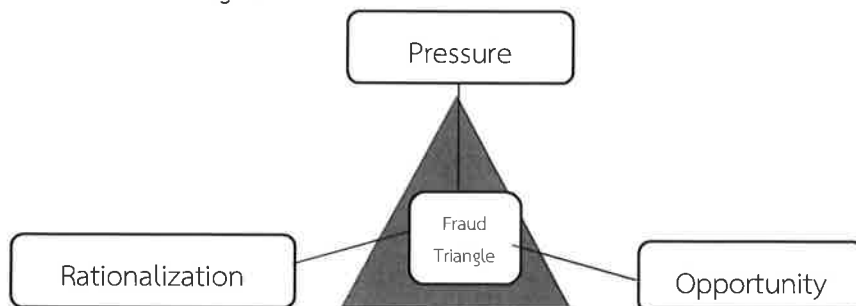 Pressure
Fraud
Triangle
Rationalization
Opportunity